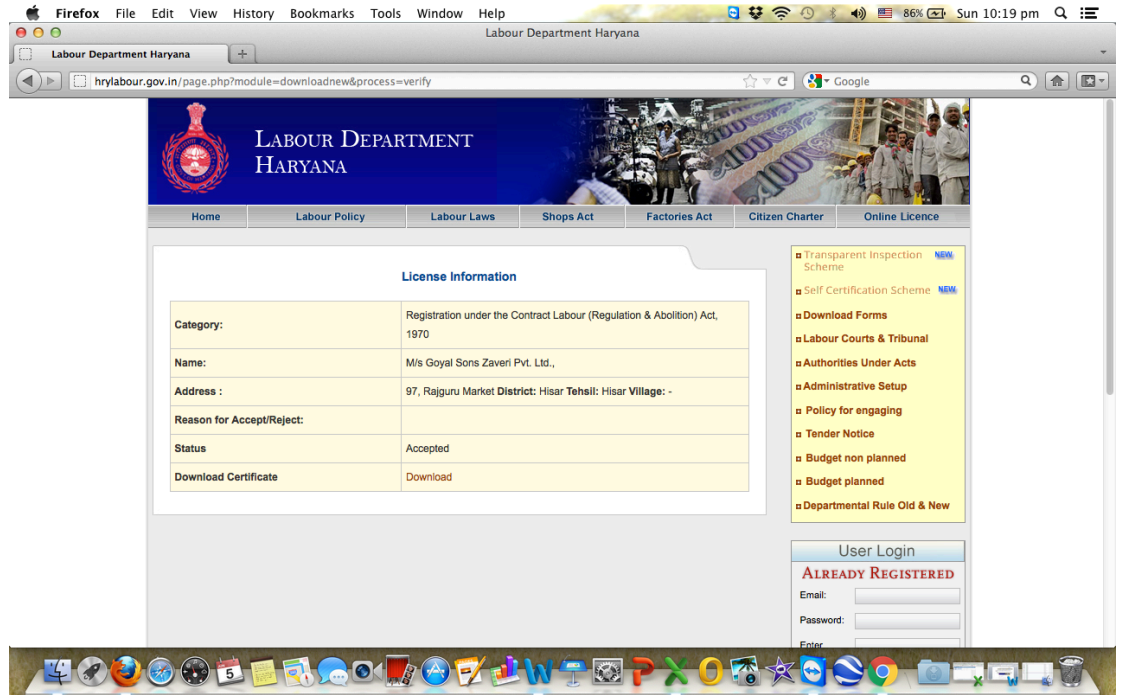 Firefox File Edit View History Bookmarks Tools Window Help 86% Sun 10:19 pm
Labour Department Haryana
Labour Department Haryana +
hrylabour.gov.in/page.php?module=downloadnew&process=verify Google
LABOUR DEPARTMENT
HARYANA
Home Labour Policy Labour Laws Shops Act Factories Act Citizen Charter Online Licence
License Information
Category: Registration under the Contract Labour (Regulation & Abolition) Act,
1970
Name: M/s Goyal Sons Zaveri Pvt. Ltd.,
Address : 97, Rajguru Market District: Hisar Tehsil: Hisar Village: -
Reason for Accept/Reject:
Status Accepted
Download Certificate Download
Transparent Inspection NEW
Scheme
Self Certification Scheme NEW
Download Forms
Labour Courts & Tribunal
Authorities Under Acts
Administrative Setup
Policy for engaging
Tender Notice
Budget non planned
Budget planned
Departmental Rule Old & New
User Login
ALREADY REGISTERED
Email:
Password:
Enter
5